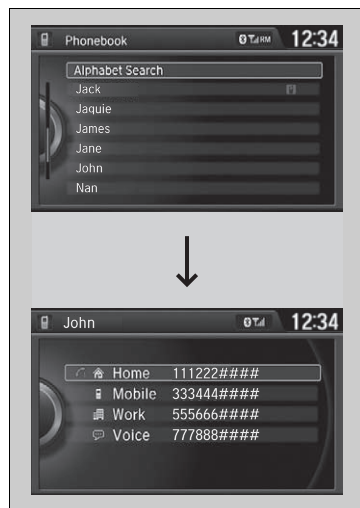 Phonebook RM 12:34
Alphabet Search
Jack
Jaquie
James
Jane
John
Nan
John 12:34
Home 111222####
Mobile 333444####
Work 555666####
Voice 777888####